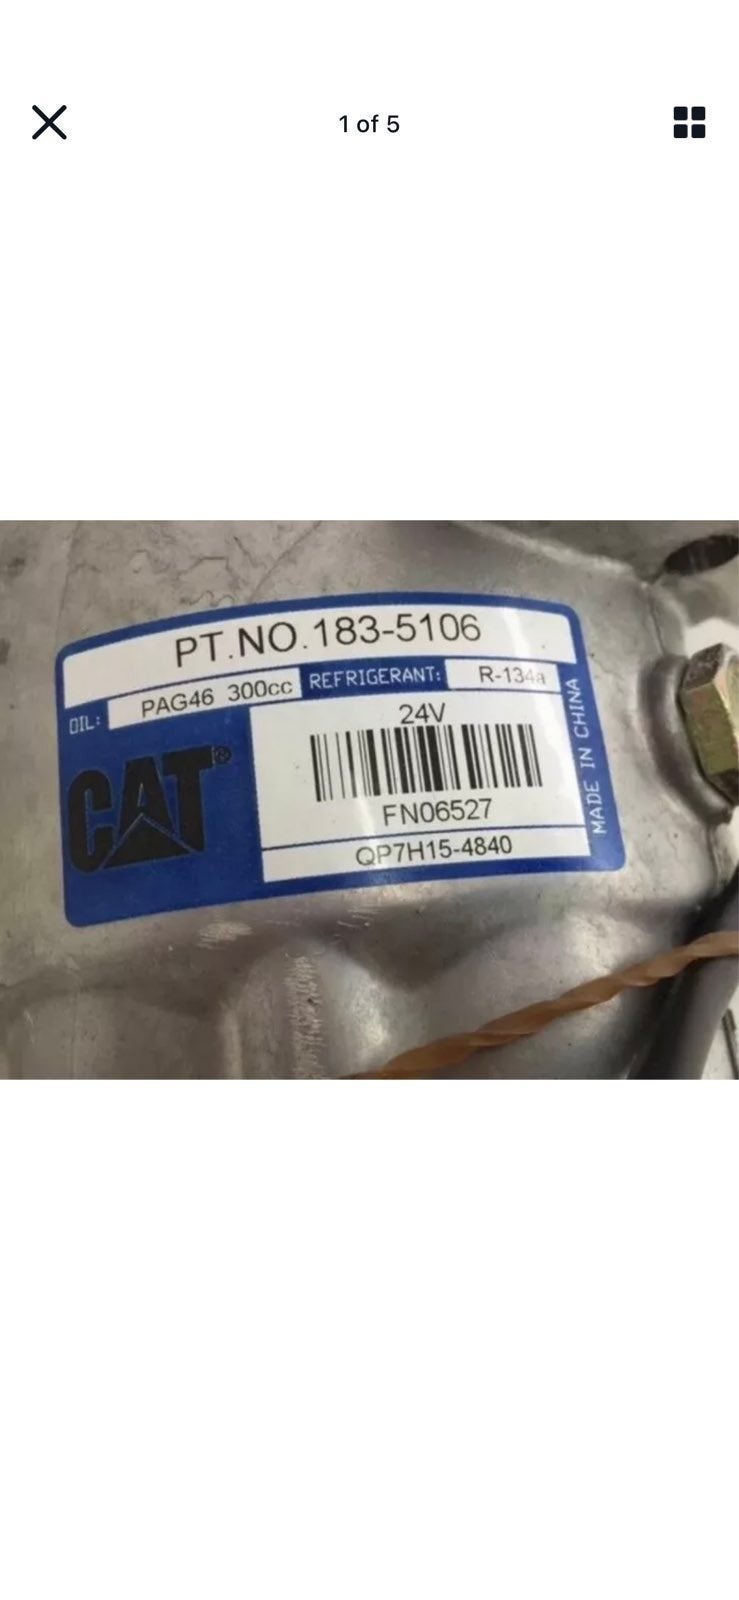 1 of 5
PT.NO.183-5106
OIL: PAG46 300cc REFRIGERANT: R-134a
24V
CAT®
FN06527
QP7H15-4840
MADE IN CHINA